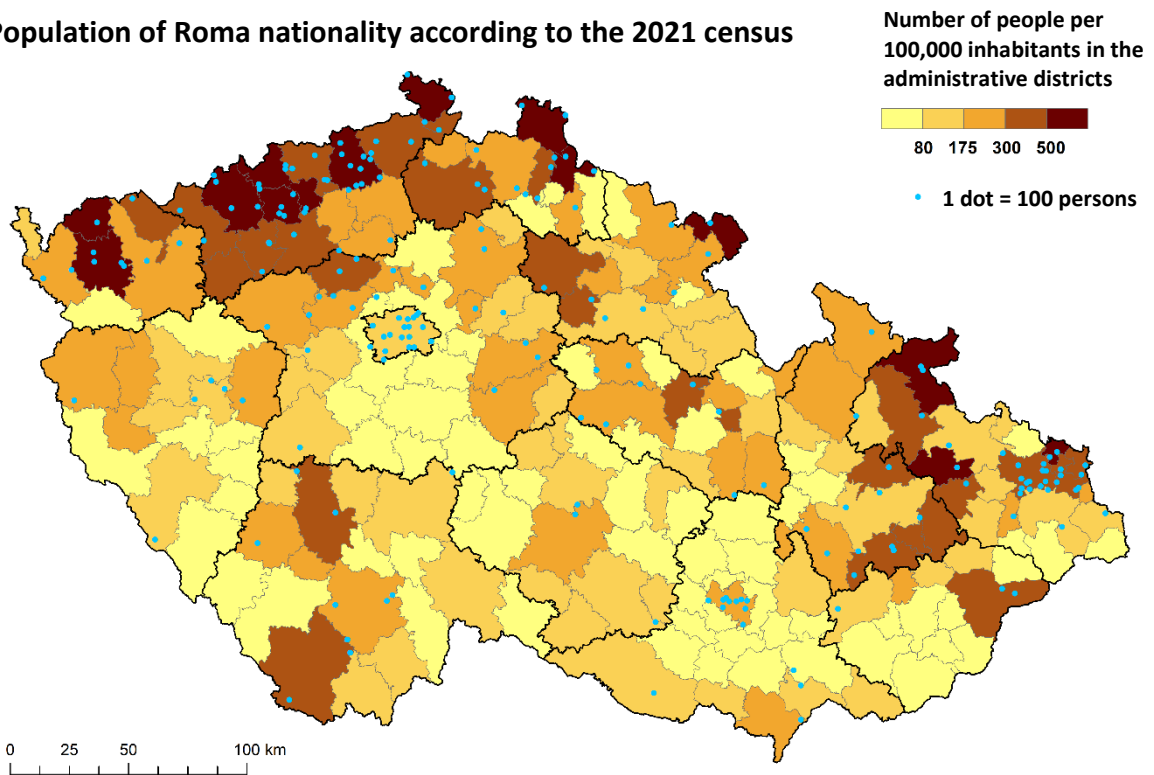 Population of Roma nationality according to the 2021 census
Number of people per
100,000 inhabitants in the
administrative districts
80 175 300 500
1 dot = 100 persons
0 25 50 100 km